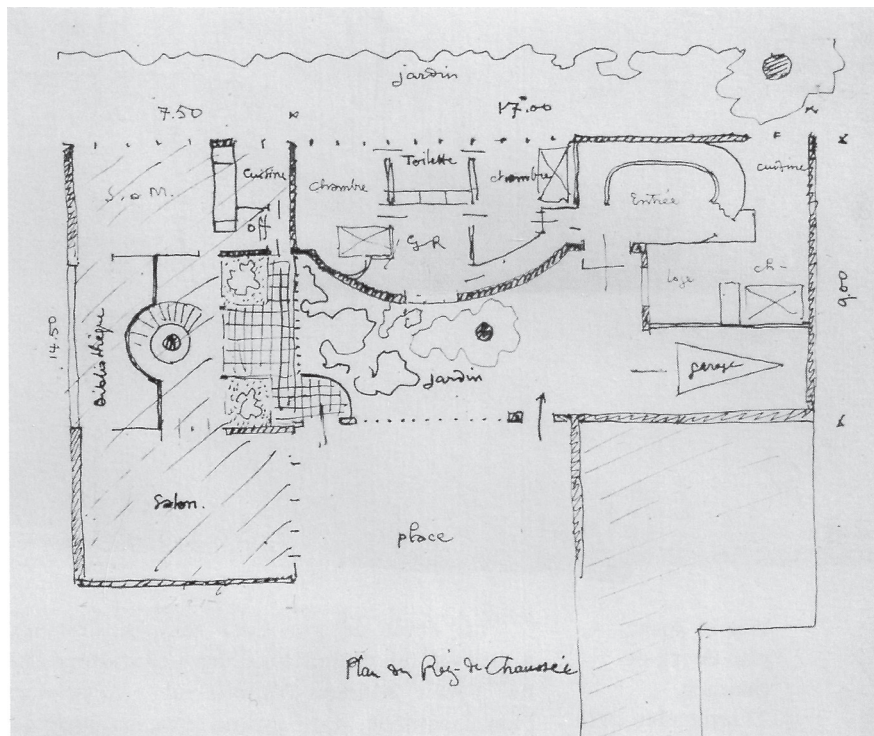 jardin
7.50
17.00
S. a M.
Cuisine
Chambre
Toilette
chambre
Entrée
cuisine
off
G R
Loge
ch-
9.00
14.50
Bibliothèque
Jardin
garage
Salon.
place
Plan du Réz-de-Chaussée